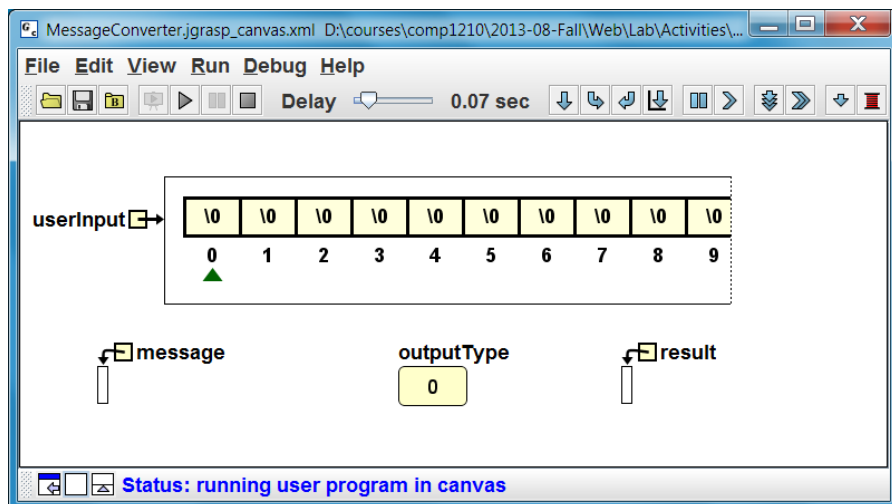 MessageConverter.jgrasp_canvas.xml D:\courses\comp1210\2013-08-Fall\Web\Lab\Activities\...
File Edit View Run Debug Help
Delay 0.07 sec
userInput \0 \0 \0 \0 \0 \0 \0 \0 \0 \0
0 1 2 3 4 5 6 7 8 9
message outputType result
0
Status: running user program in canvas